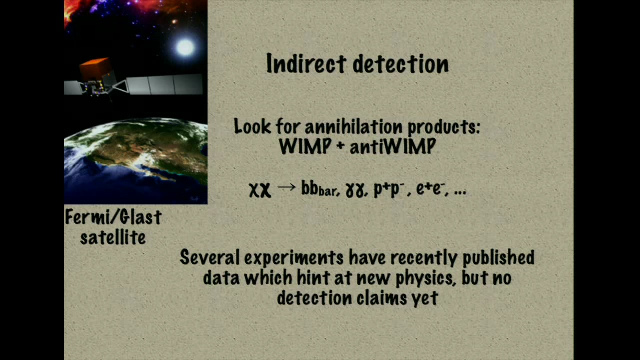 Indirect detection
Look for annihilation products:
WIMP + antiWIMP
χχ → bb_bar, γγ, p+p-, e+e-, ...
Fermi/Glast
satellite
Several experiments have recently published
data which hint at new physics, but no
detection claims yet